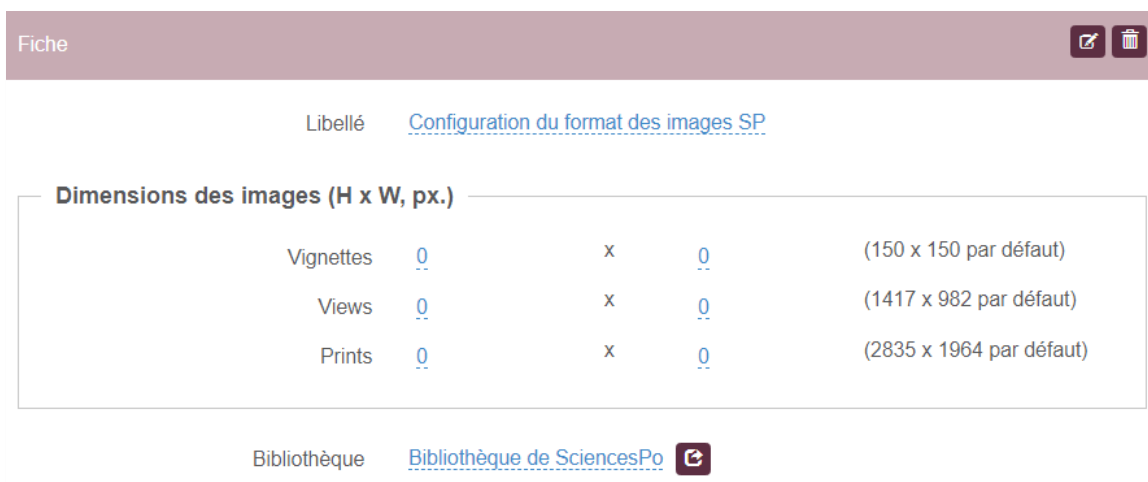 Fiche
Libellé Configuration du format des images SP
Dimensions des images (H x W, px.)
Vignettes 0 x 0 (150 x 150 par défaut)
Views 0 x 0 (1417 x 982 par défaut)
Prints 0 x 0 (2835 x 1964 par défaut)
Bibliothèque Bibliothèque de SciencesPo